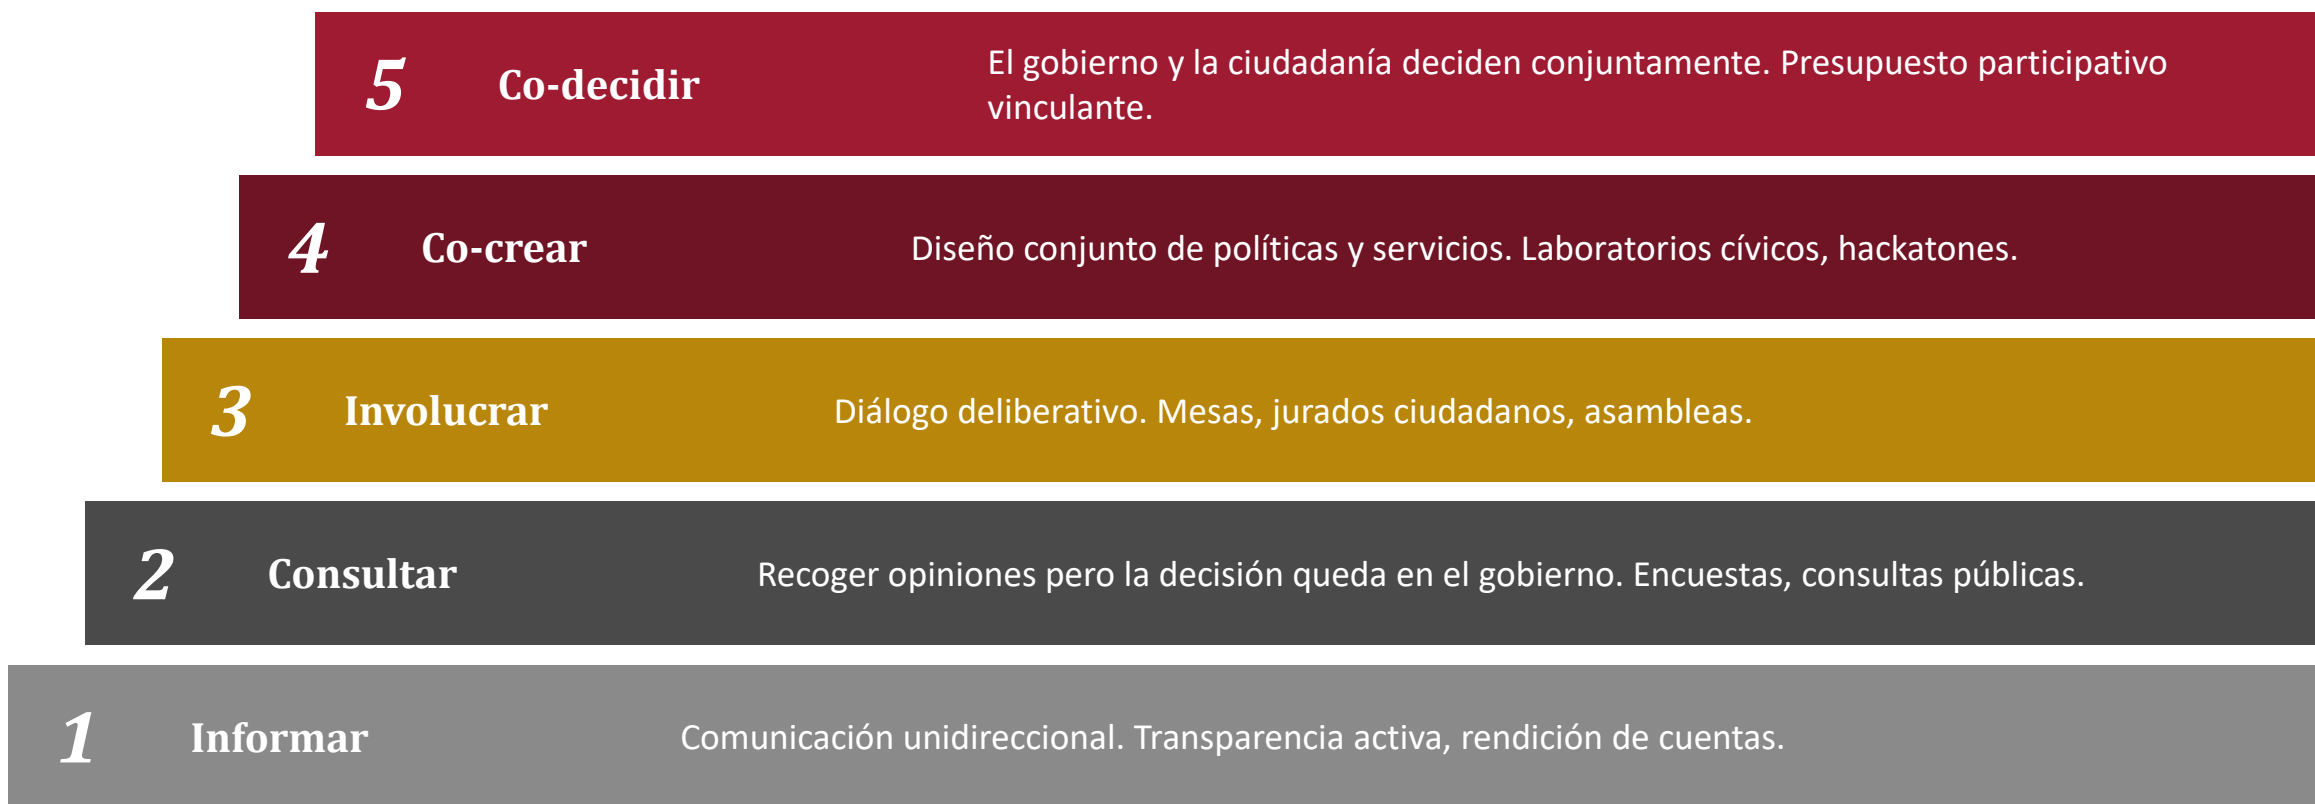 5 Co-decidir El gobierno y la ciudadanía deciden conjuntamente. Presupuesto participativo
vinculante.
4 Co-crear Diseño conjunto de políticas y servicios. Laboratorios cívicos, hackatones.
3 Involucrar Diálogo deliberativo. Mesas, jurados ciudadanos, asambleas.
2 Consultar Recoger opiniones pero la decisión queda en el gobierno. Encuestas, consultas públicas.
1 Informar Comunicación unidireccional. Transparencia activa, rendición de cuentas.